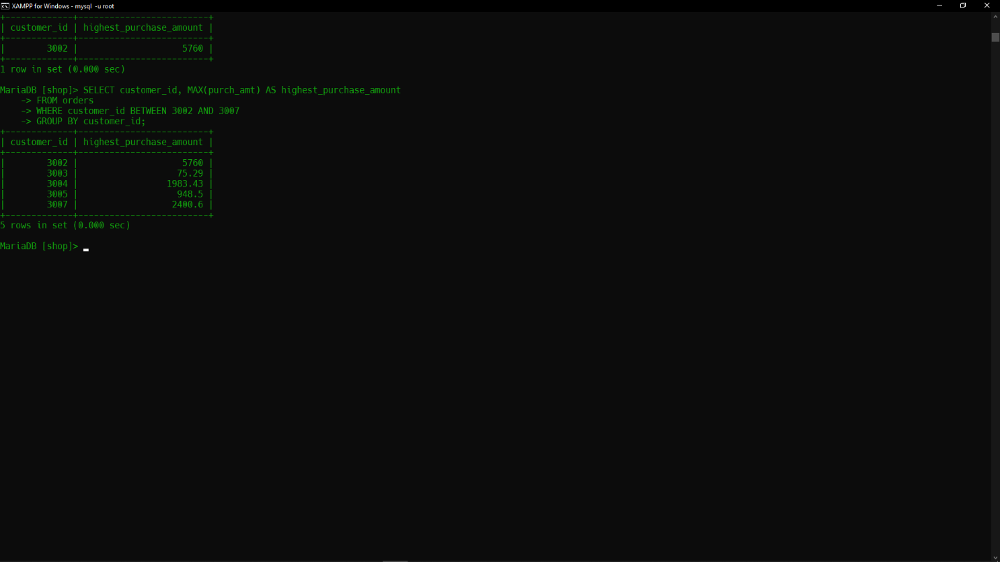 XAMPP for Windows - mysql -u root
+-------------+-------------------------+
| customer_id | highest_purchase_amount |
+-------------+-------------------------+
|        3002 |                    5760 |
+-------------+-------------------------+
1 row in set (0.000 sec)
MariaDB [shop]> SELECT customer_id, MAX(purch_amt) AS highest_purchase_amount
    -> FROM orders
    -> WHERE customer_id BETWEEN 3002 AND 3007
    -> GROUP BY customer_id;
+-------------+-------------------------+
| customer_id | highest_purchase_amount |
+-------------+-------------------------+
|        3002 |                    5760 |
|        3003 |                   75.29 |
|        3004 |                 1983.43 |
|        3005 |                   948.5 |
|        3007 |                  2400.6 |
+-------------+-------------------------+
5 rows in set (0.000 sec)
MariaDB [shop]> _